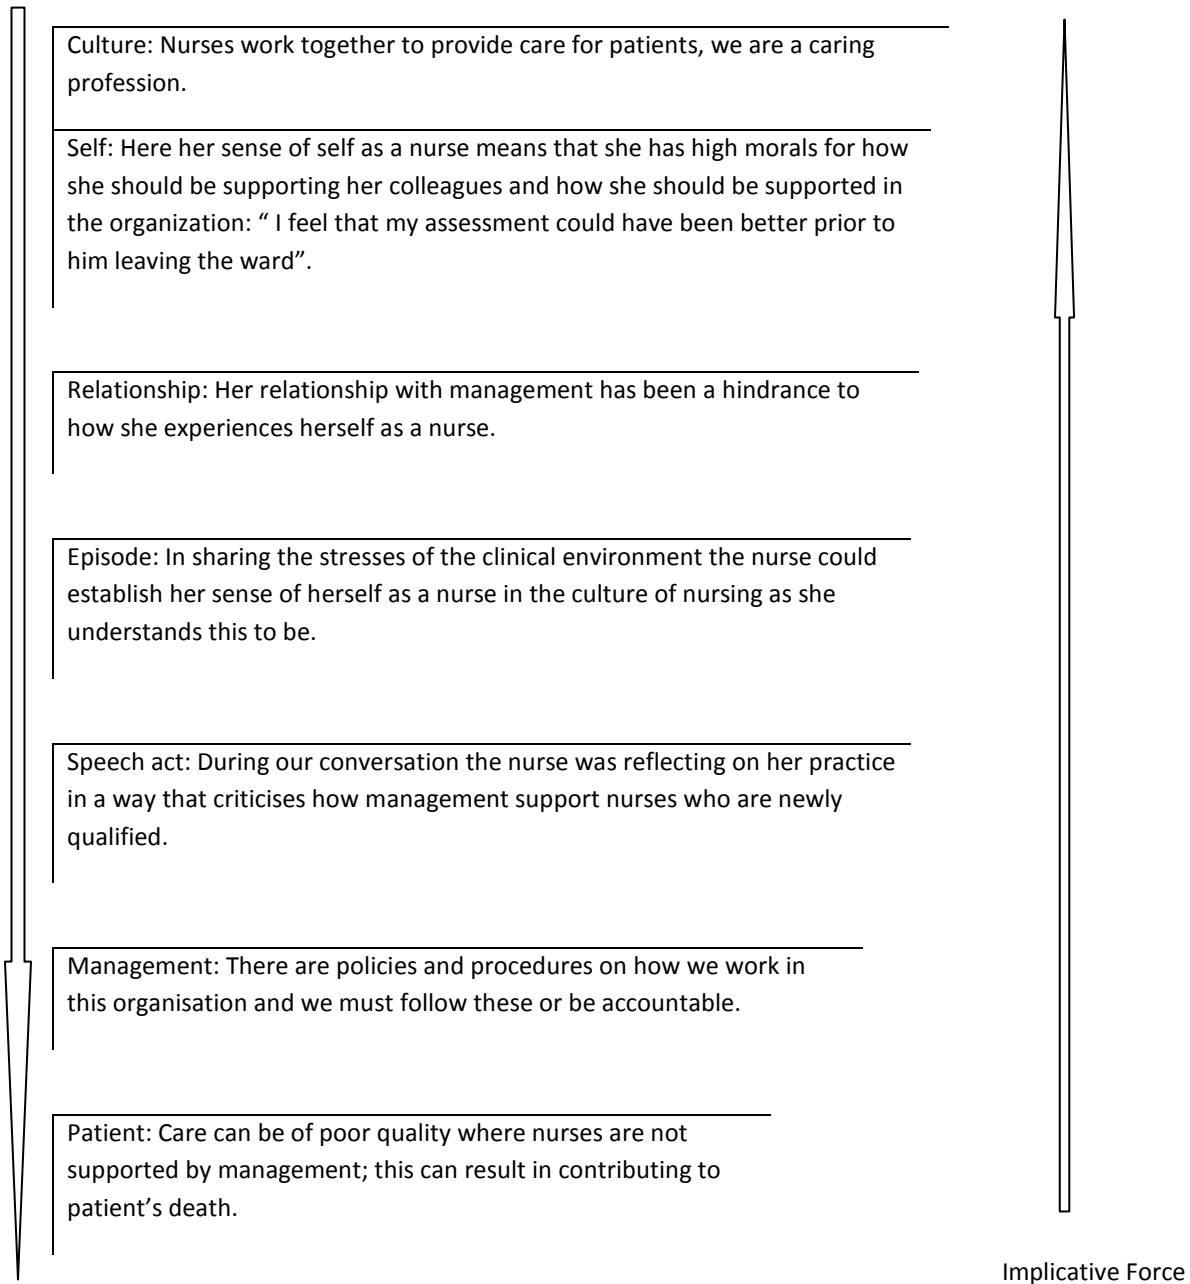 Culture: Nurses work together to provide care for patients, we are a caring
profession.
Self: Here her sense of self as a nurse means that she has high morals for how
she should be supporting her colleagues and how she should be supported in
the organization: “ I feel that my assessment could have been better prior to
him leaving the ward”.
Relationship: Her relationship with management has been a hindrance to
how she experiences herself as a nurse.
Episode: In sharing the stresses of the clinical environment the nurse could
establish her sense of herself as a nurse in the culture of nursing as she
understands this to be.
Speech act: During our conversation the nurse was reflecting on her practice
in a way that criticises how management support nurses who are newly
qualified.
Management: There are policies and procedures on how we work in
this organisation and we must follow these or be accountable.
Patient: Care can be of poor quality where nurses are not
supported by management; this can result in contributing to
patient’s death.
Implicative Force